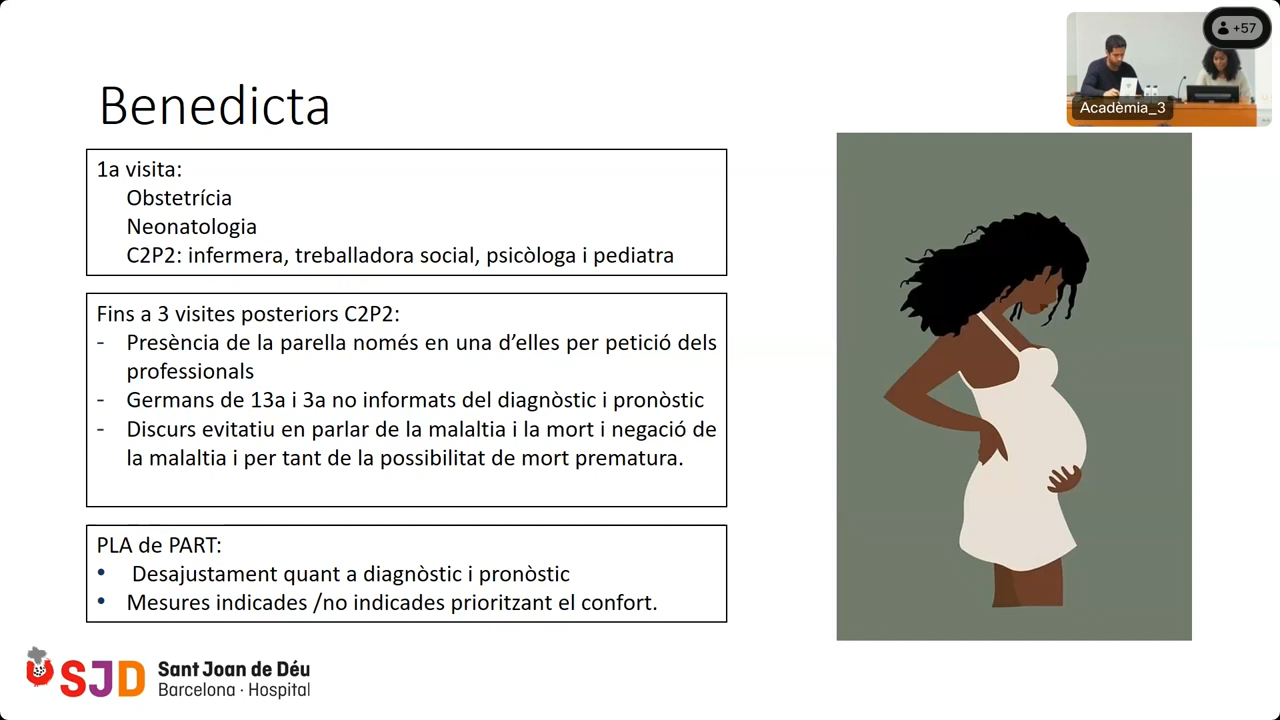 +57
Acadèmia_3
Benedicta
1a visita:
Obstetrícia
Neonatologia
C2P2: infermera, treballadora social, psicòloga i pediatra
Fins a 3 visites posteriors C2P2:
- Presència de la parella només en una d’elles per petició dels
professionals
- Germans de 13a i 3a no informats del diagnòstic i pronòstic
- Discurs evitatiu en parlar de la malaltia i la mort i negació de
la malaltia i per tant de la possibilitat de mort prematura.
PLA de PART:
• Desajustament quant a diagnòstic i pronòstic
• Mesures indicades /no indicades prioritzant el confort.
SJD
Sant Joan de Déu
Barcelona · Hospital